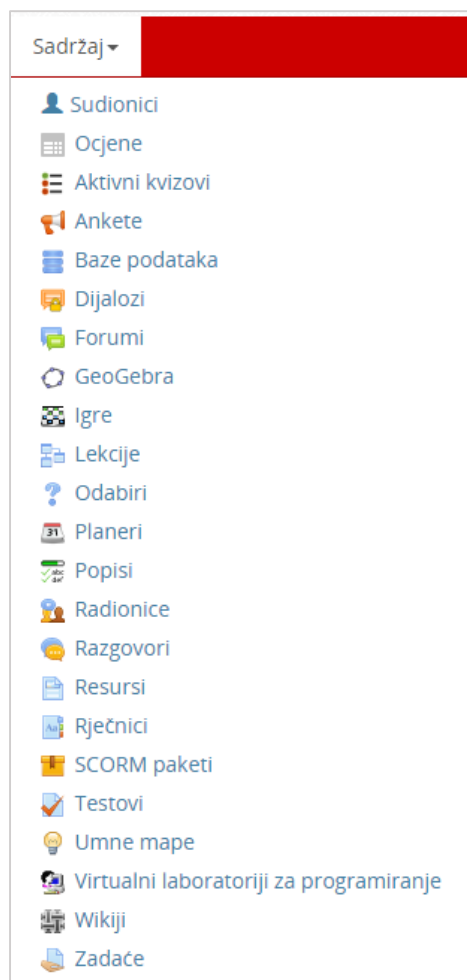 Sadržaj
Sudionici
Ocjene
Aktivni kvizovi
Ankete
Baze podataka
Dijalozi
Forumi
GeoGebra
Igre
Lekcije
Odabiri
31 Planeri
Popisi
Radionice
Razgovori
Resursi
Rječnici
SCORM paketi
Testovi
Umne mape
Virtualni laboratoriji za programiranje
Wikiji
Zadaće